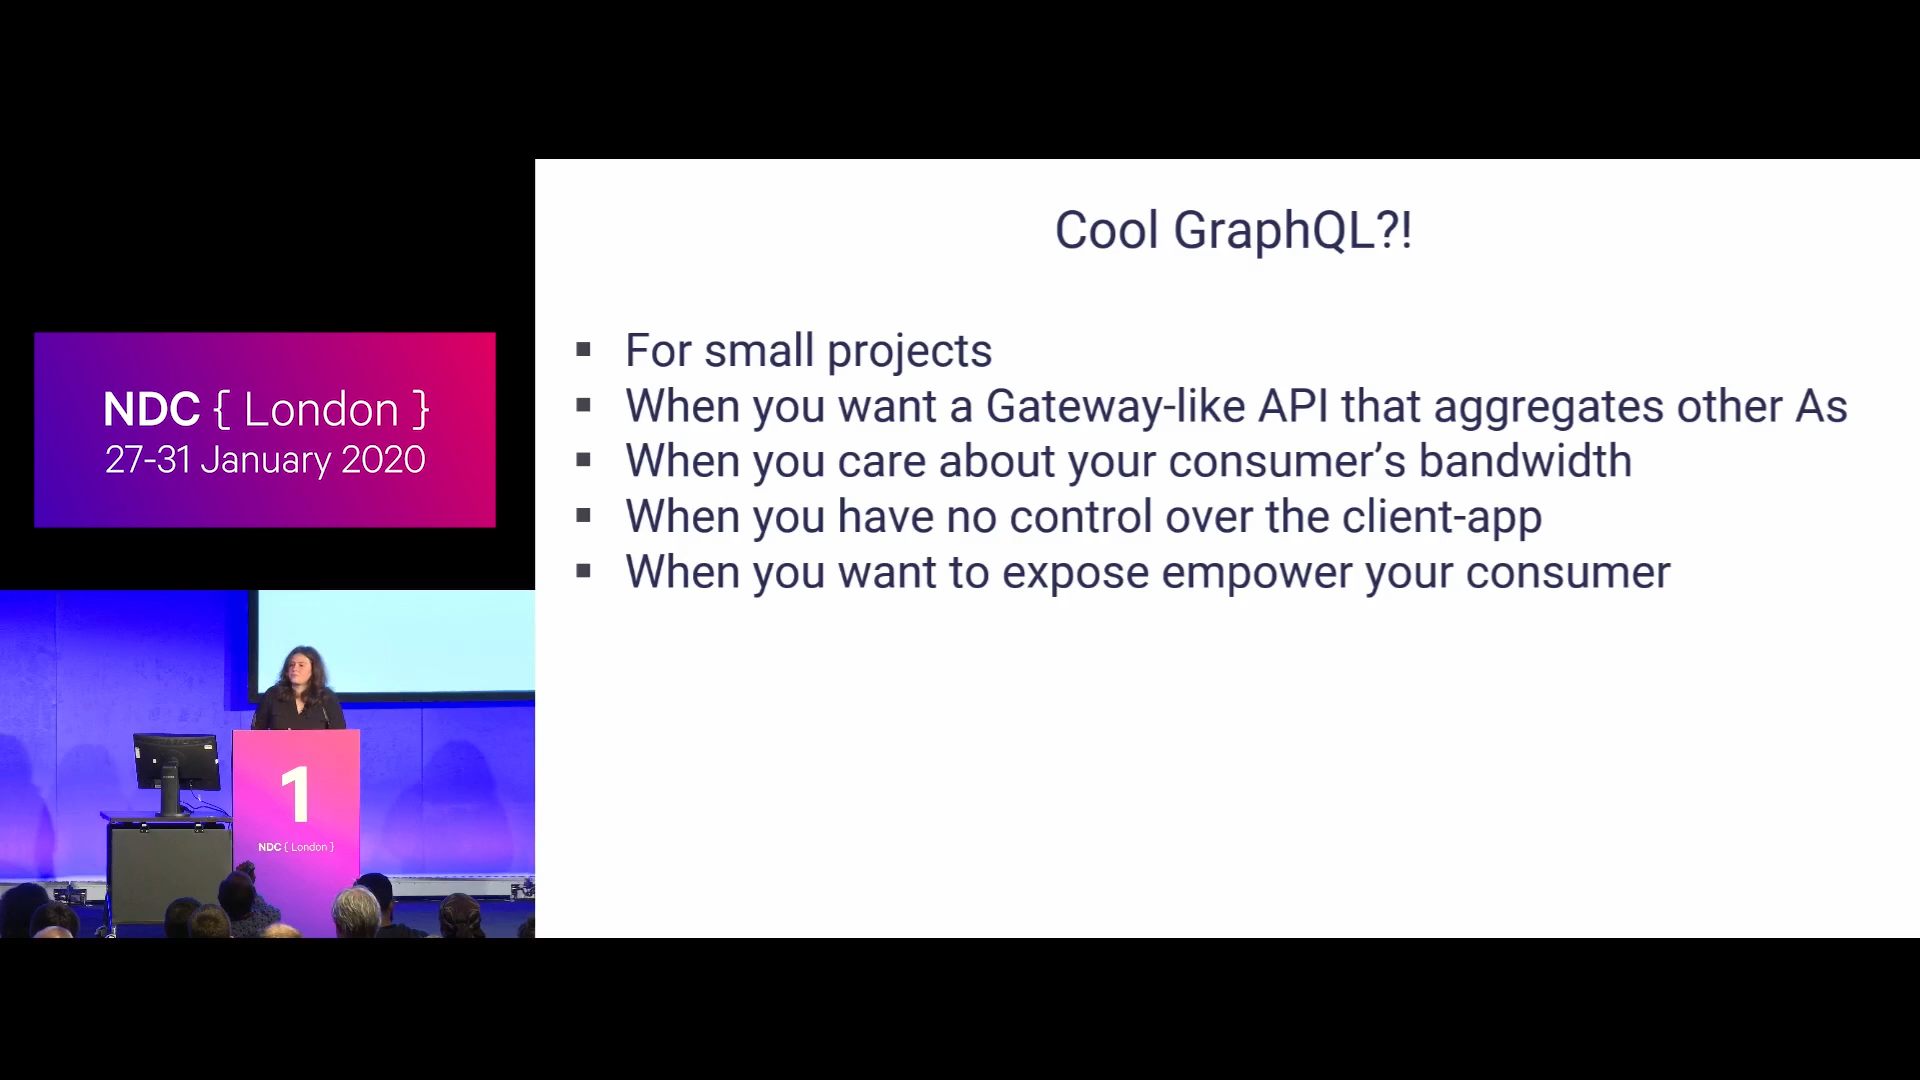 NDC { London }
27-31 January 2020
Cool GraphQL?!
▪ For small projects
▪ When you want a Gateway-like API that aggregates other As
▪ When you care about your consumer’s bandwidth
▪ When you have no control over the client-app
▪ When you want to expose empower your consumer
1
NDC { London }